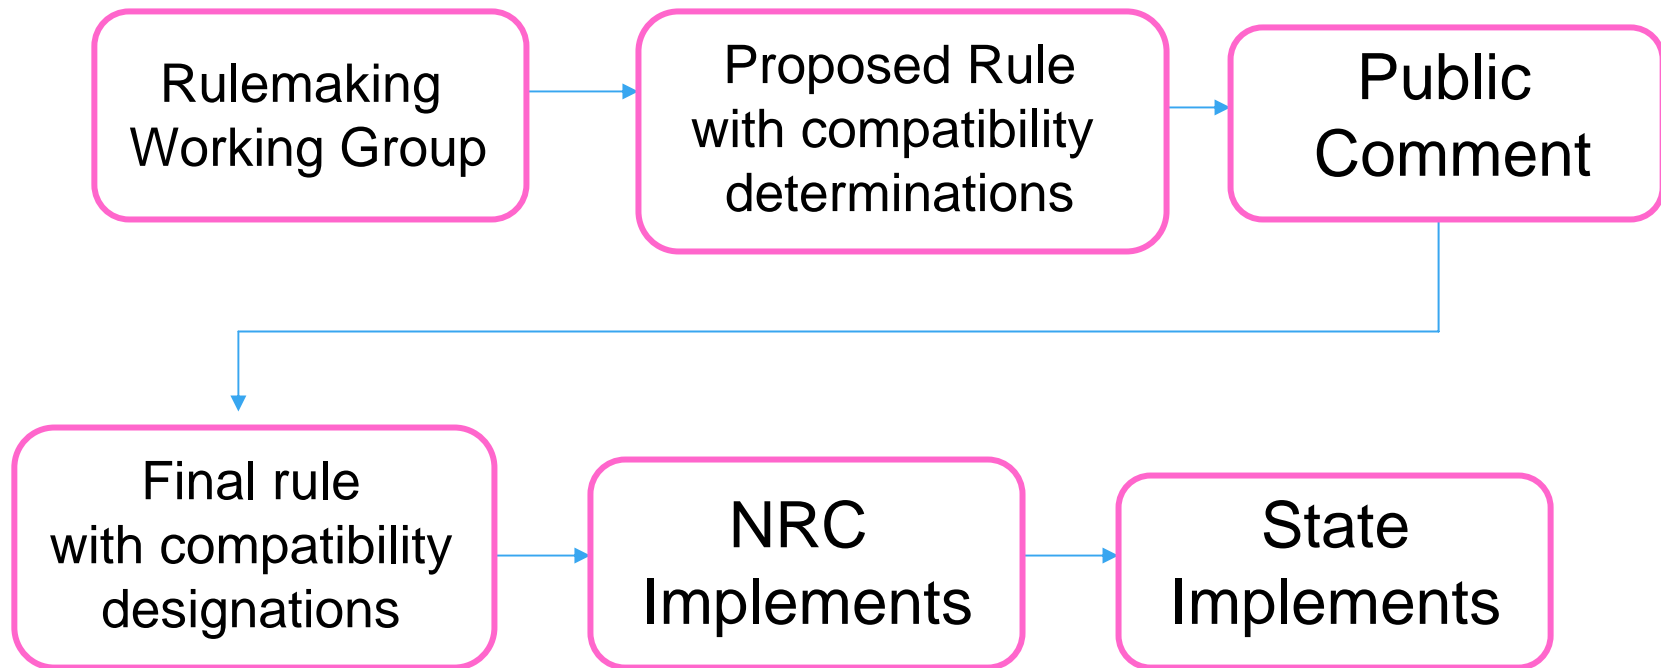 Rulemaking
Working Group
Proposed Rule
with compatibility
determinations
Public
Comment
Final rule
with compatibility
designations
NRC
Implements
State
Implements